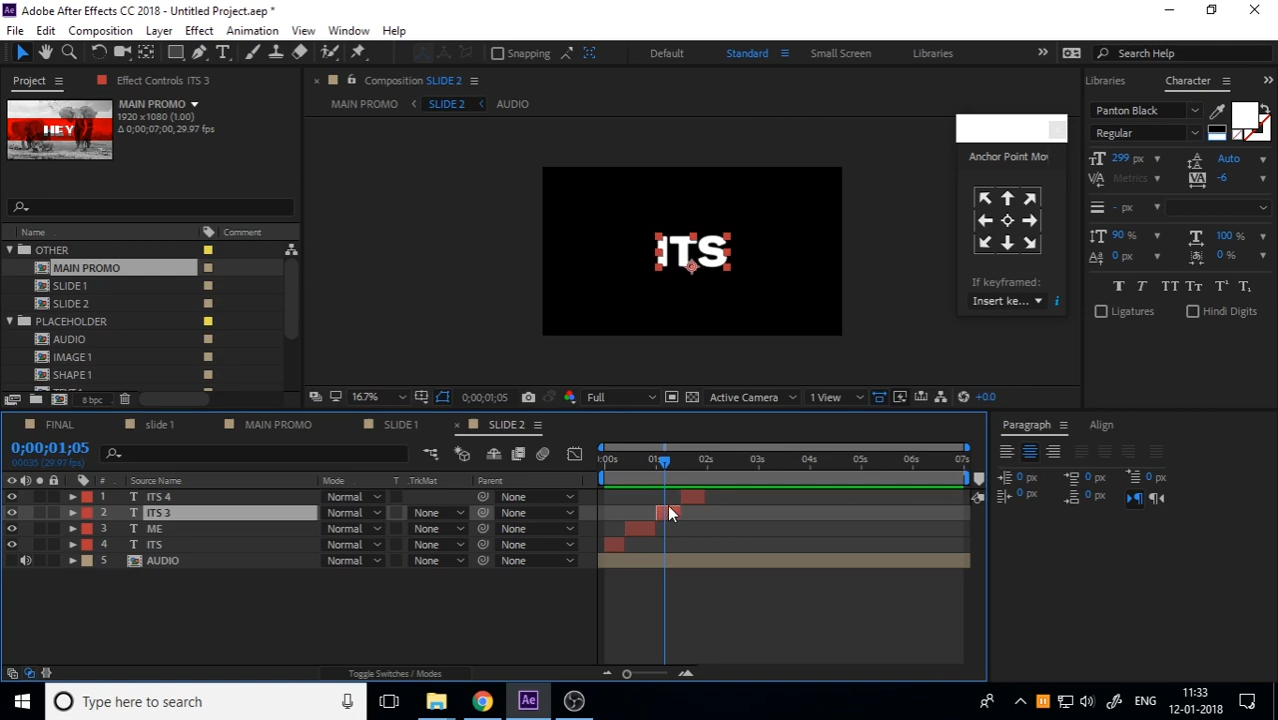 Adobe After Effects CC 2018 - Untitled Project.aep *
File Edit Composition Layer Effect Animation View Window Help
Snapping Default Standard Small Screen Libraries Search Help
Project Effect Controls ITS 3
MAIN PROMO
1920 x 1080 (1.00)
Δ 0;00;07;00, 29.97 fps
HEY
Name Comment
OTHER
MAIN PROMO
SLIDE 1
SLIDE 2
PLACEHOLDER
AUDIO
IMAGE 1
SHAPE 1
8 bpc
Composition SLIDE 2
MAIN PROMO SLIDE 2 AUDIO
ITS
16.7% 0;00;01;05 Full Active Camera 1 View +0.0
Anchor Point Mov
If keyframed:
Insert ke...
Libraries Character
Panton Black
Regular
299 px Auto
Metrics -6
- px
90 % 100 %
0 px 0 %
Ligatures Hindi Digits
FINAL slide 1 MAIN PROMO SLIDE 1 SLIDE 2
0;00;01;05
00035 (29.97 fps)
:00s 01s 02s 03s 04s 05s 06s 07s
# Source Name Mode T .TrkMat Parent
1 T ITS 4 Normal None
2 T ITS 3 Normal None None
3 T ME Normal None None
4 T ITS Normal None None
5 AUDIO Normal None None
Toggle Switches / Modes
Paragraph Align
0 px 0 px 0 px
0 px 0 px
Type here to search
Ae
ENG
11:33
12-01-2018